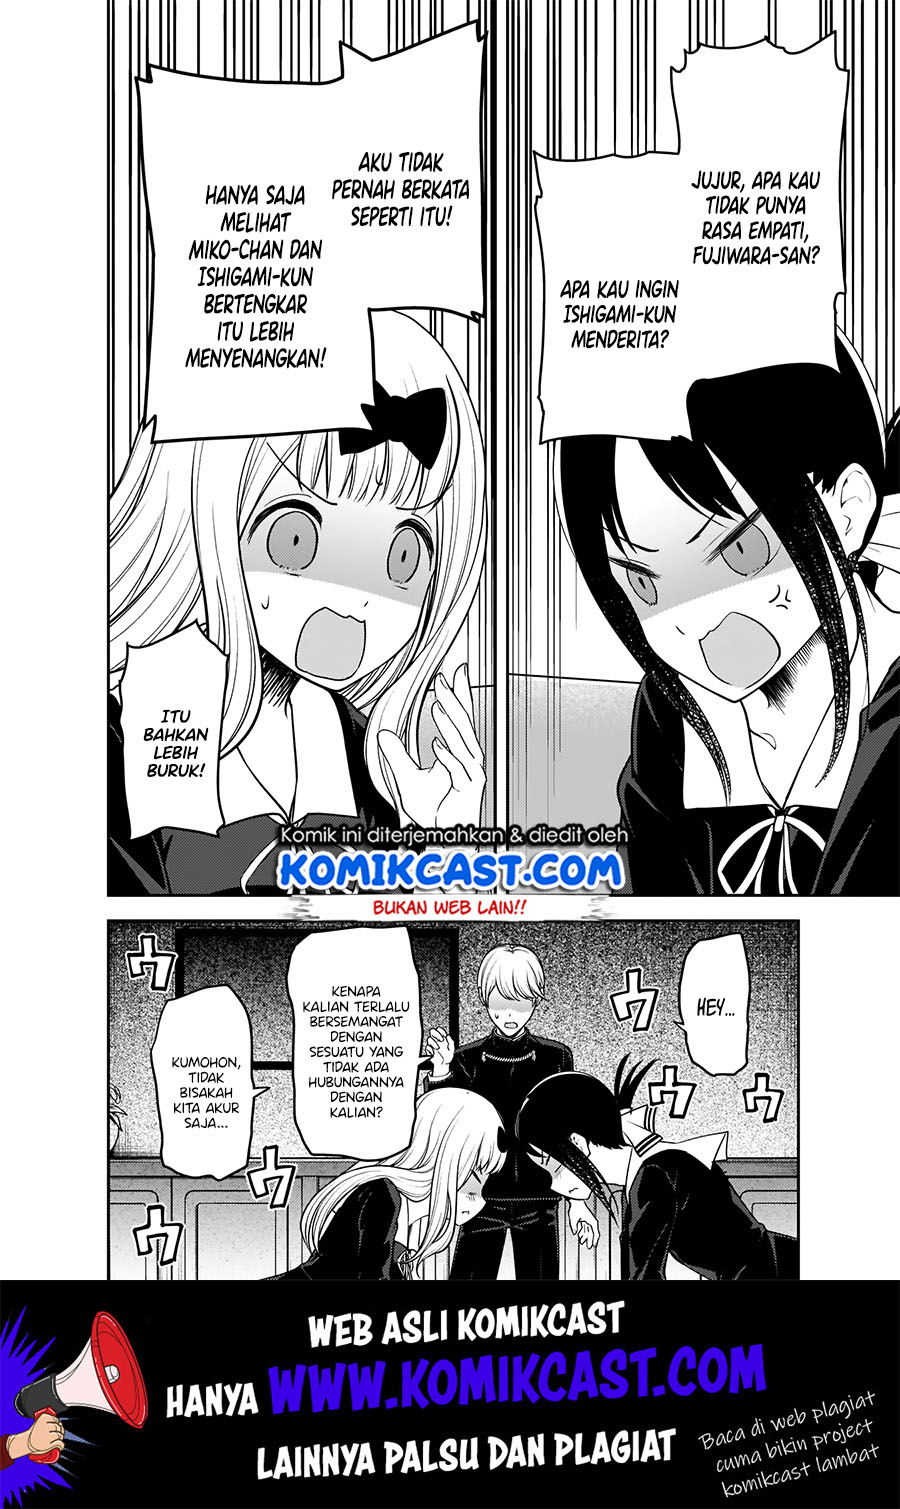 JUJUR, APA KAU
TIDAK PUNYA
RASA EMPATI,
FUJIWARA-SAN?
APA KAU INGIN
ISHIGAMI-KUN
MENDERITA?
AKU TIDAK
PERNAH BERKATA
SEPERTI ITU!
HANYA SAJA
MELIHAT
MIKO-CHAN DAN
ISHIGAMI-KUN
BERTENGKAR
ITU LEBIH
MENYENANGKAN!
ITU
BAHKAN
LEBIH
BURUK!
Komik ini diterjemahkan & diedit oleh
KOMIKCAST.COM
BUKAN WEB LAIN!!
HEY...
KENAPA
KALIAN TERLALU
BERSEMANGAT
DENGAN
SESUATU YANG
TIDAK ADA
HUBUNGANNYA
DENGAN
KALIAN?
KUMOHON,
TIDAK
BISAKAH
KITA AKUR
SAJA...
ウ
ウ
ウ
ウ
ウ
ウ
WEB ASLI KOMIKCAST
HANYA WWW.KOMIKCAST.COM
LAINNYA PALSU DAN PLAGIAT
Baca di web plagiat
cuma bikin project
komikcast lambat